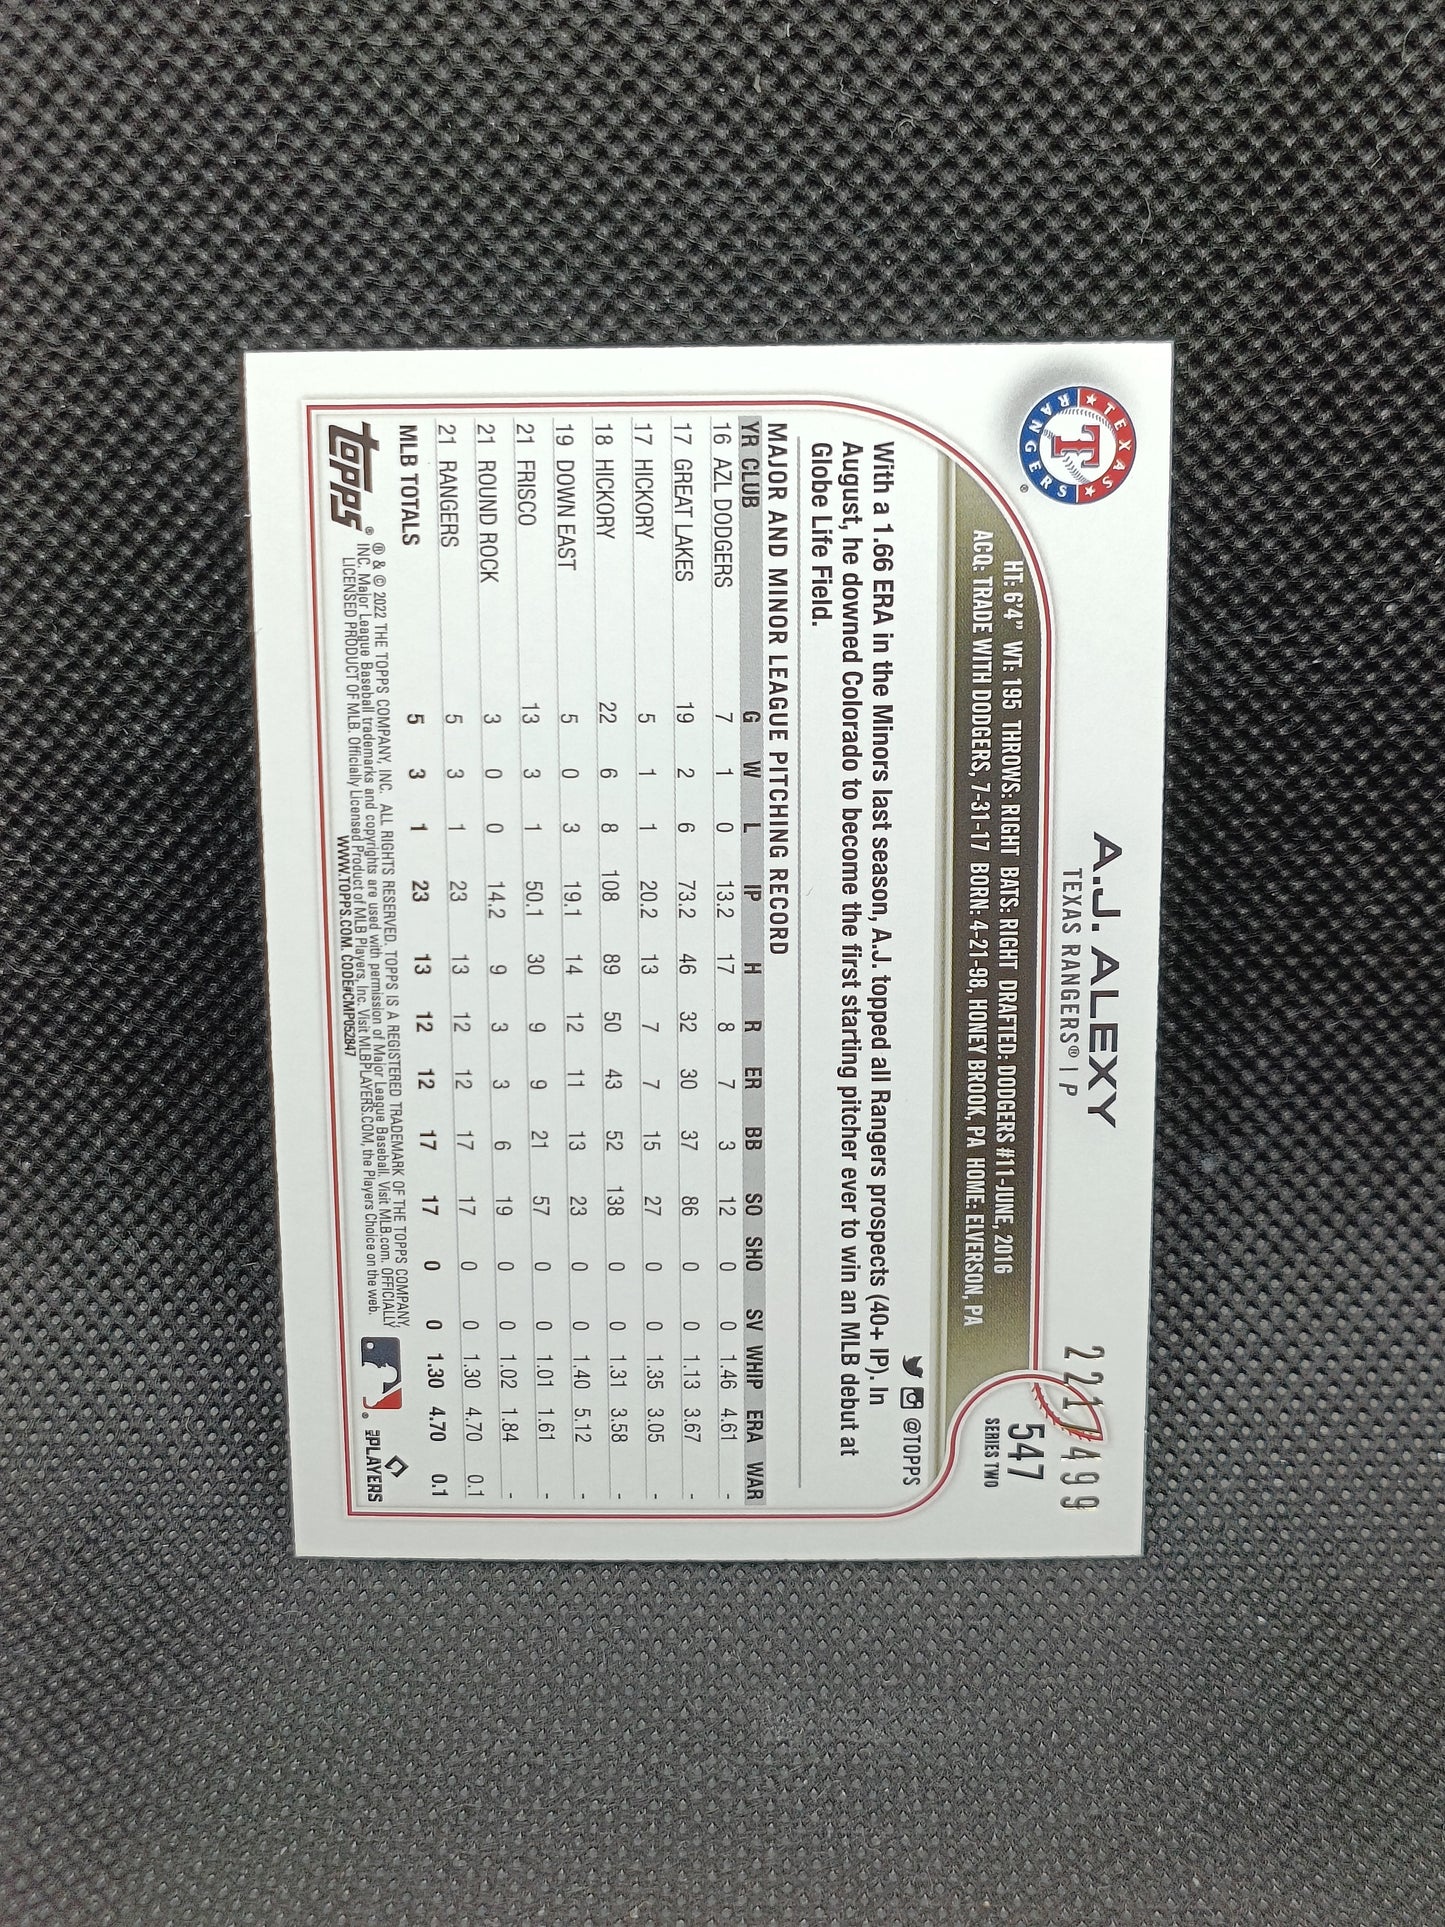 TEXAS RANGERS
T
®
A.J. ALEXY
TEXAS RANGERS® | P
221/499
547
SERIES TWO
HT: 6'4" WT: 195 THROWS: RIGHT BATS: RIGHT DRAFTED: DODGERS #11-JUNE, 2016
ACQ: TRADE WITH DODGERS, 7-31-17 BORN: 4-21-98, HONEY BROOK, PA HOME: ELVERSON, PA
@TOPPS
With a 1.66 ERA in the Minors last season, A.J. topped all Rangers prospects (40+ IP). In
August, he downed Colorado to become the first starting pitcher ever to win an MLB debut at
Globe Life Field.
MAJOR AND MINOR LEAGUE PITCHING RECORD
YR CLUB G W L IP H R ER BB SO SHO SV WHIP ERA WAR
16 AZL DODGERS 7 1 0 13.2 17 8 7 3 12 0 0 1.46 4.61 -
17 GREAT LAKES 19 2 6 73.2 46 32 30 37 86 0 0 1.13 3.67 -
17 HICKORY 5 1 1 20.2 13 7 7 15 27 0 0 1.35 3.05 -
18 HICKORY 22 6 8 108 89 50 43 52 138 0 0 1.31 3.58 -
19 DOWN EAST 5 0 3 19.1 14 12 11 13 23 0 0 1.40 5.12 -
21 FRISCO 13 3 1 50.1 30 9 9 21 57 0 0 1.01 1.61 -
21 ROUND ROCK 3 0 0 14.2 9 3 3 6 19 0 0 1.02 1.84 -
21 RANGERS 5 3 1 23 13 12 12 17 17 0 0 1.30 4.70 0.1
MLB TOTALS 5 3 1 23 13 12 12 17 17 0 0 1.30 4.70 0.1
topps®
® & © 2022 THE TOPPS COMPANY, INC. ALL RIGHTS RESERVED. TOPPS IS A REGISTERED TRADEMARK OF THE TOPPS COMPANY,
INC. Major League Baseball trademarks and copyrights are used with permission of Major League Baseball. Visit MLB.com. OFFICIALLY
LICENSED PRODUCT OF MLB. Officially Licensed Product of MLB Players, Inc. Visit MLBPLAYERS.COM, the Players Choice on the web.
WWW.TOPPS.COM. CODE#CMP052847
®
MLB PLAYERS